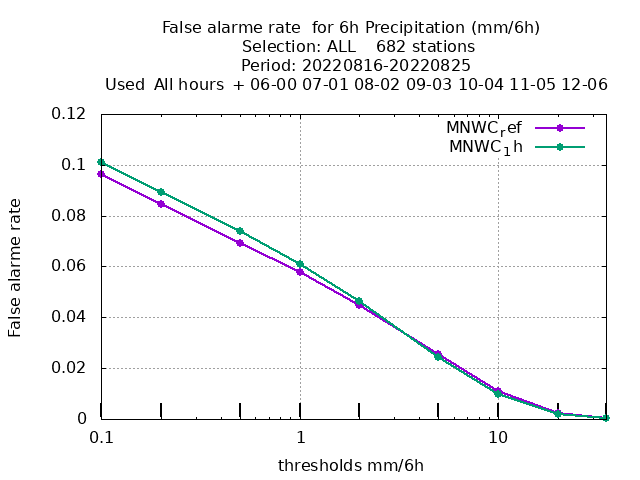 False alarme rate  for 6h Precipitation (mm/6h)
Selection: ALL    682 stations
Period: 20220816-20220825
Used  All hours  + 06-00 07-01 08-02 09-03 10-04 11-05 12-06
MNWCref
MNWC1h
0.12
0.1
0.08
0.06
0.04
0.02
0
False alarme rate
0.1 1 10
thresholds mm/6h